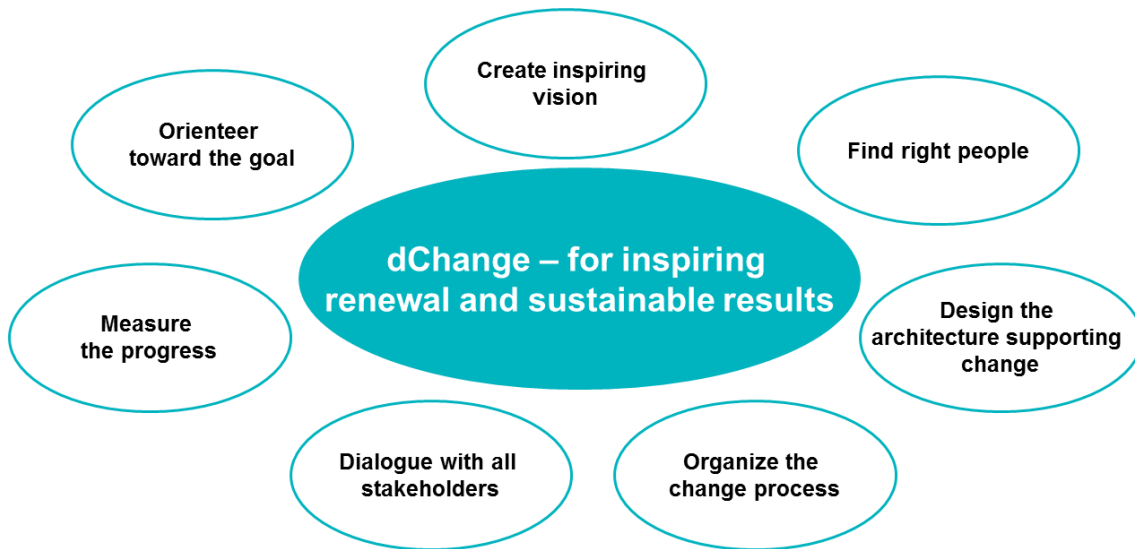 Create inspiring
vision
Orienteer
toward the goal
Find right people
dChange – for inspiring
renewal and sustainable results
Measure
the progress
Design the
architecture supporting
change
Dialogue with all
stakeholders
Organize the
change process